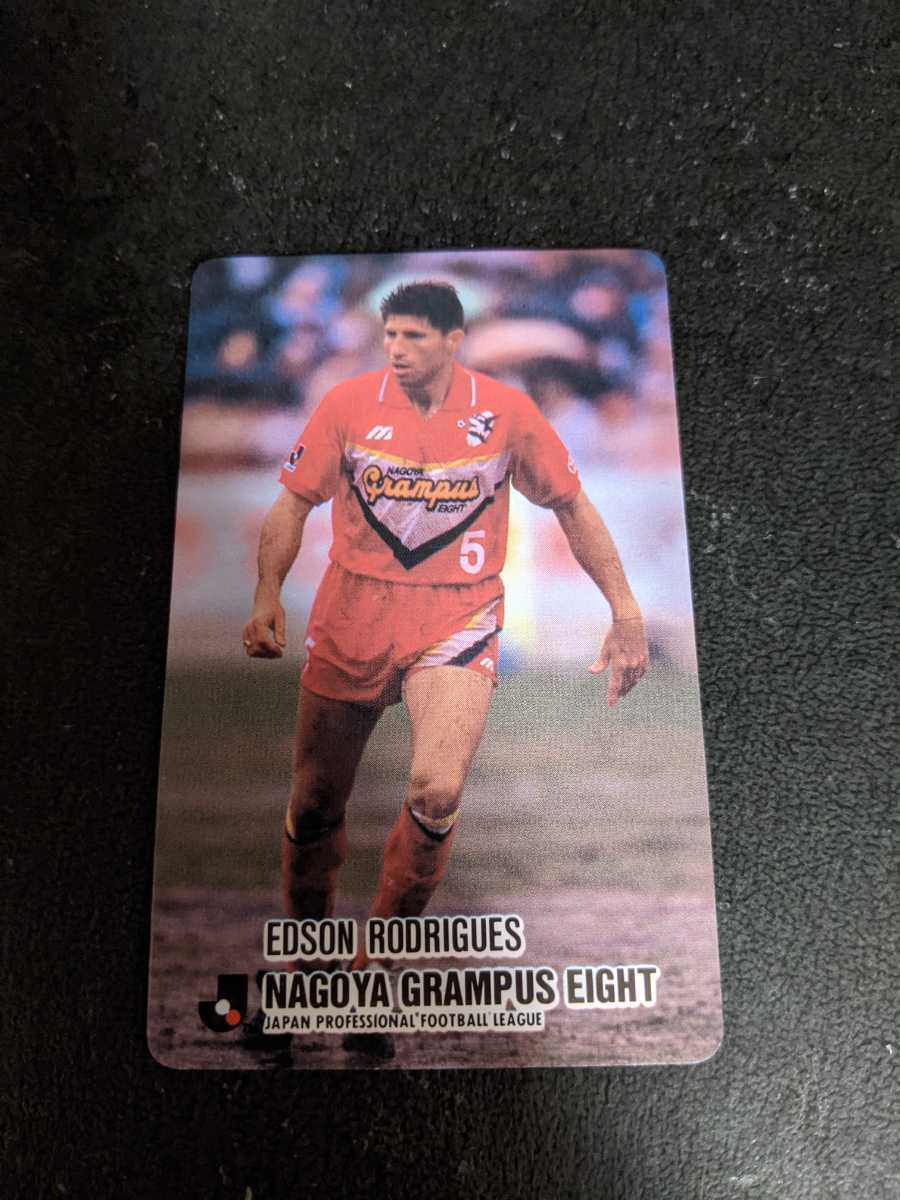 NAGOYA
Grampus
EIGHT
5
EDSON RODRIGUES
NAGOYA GRAMPUS EIGHT
JAPAN PROFESSIONAL FOOTBALL LEAGUE